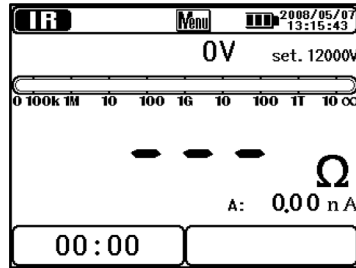 IR Menu 2008/05/07
13:15:43
0V set. 12000V
0 100k 1M 10 100 1G 10 100 1T 10 ∞
--- Ω
A: 0.00 nA
00:00